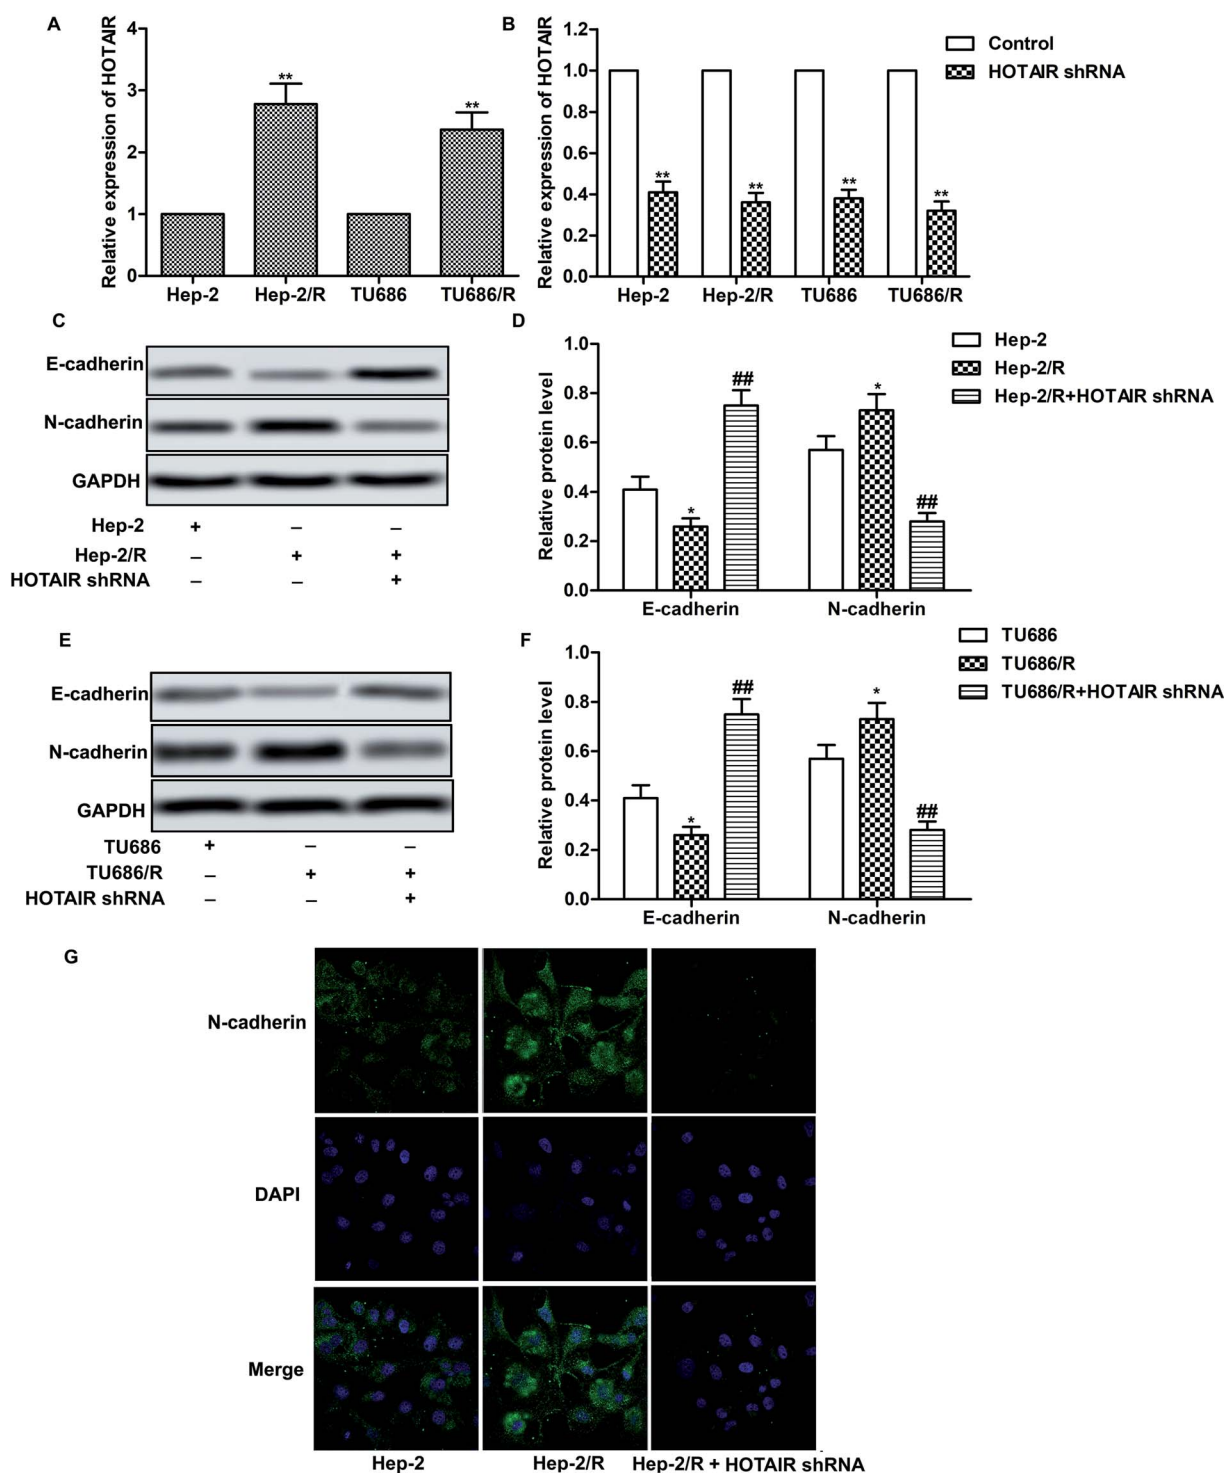 A
Relative expression of HOTAIR
4
3
2
1
0
**
**
Hep-2 Hep-2/R TU686 TU686/R
B
Relative expression of HOTAIR
1.2
1.0
0.8
0.6
0.4
0.2
0.0
**
**
**
**
Hep-2 Hep-2/R TU686 TU686/R
Control
HOTAIR shRNA
C
E-cadherin
N-cadherin
GAPDH
Hep-2 + – –
Hep-2/R – + +
HOTAIR shRNA – – +
D
Relative protein level
1.0
0.8
0.6
0.4
0.2
0.0
*
##
*
##
E-cadherin N-cadherin
Hep-2
Hep-2/R
Hep-2/R+HOTAIR shRNA
E
E-cadherin
N-cadherin
GAPDH
TU686 + – –
TU686/R – + +
HOTAIR shRNA – – +
F
Relative protein level
1.0
0.8
0.6
0.4
0.2
0.0
*
##
*
##
E-cadherin N-cadherin
TU686
TU686/R
TU686/R+HOTAIR shRNA
G
N-cadherin
DAPI
Merge
Hep-2 Hep-2/R Hep-2/R + HOTAIR shRNA